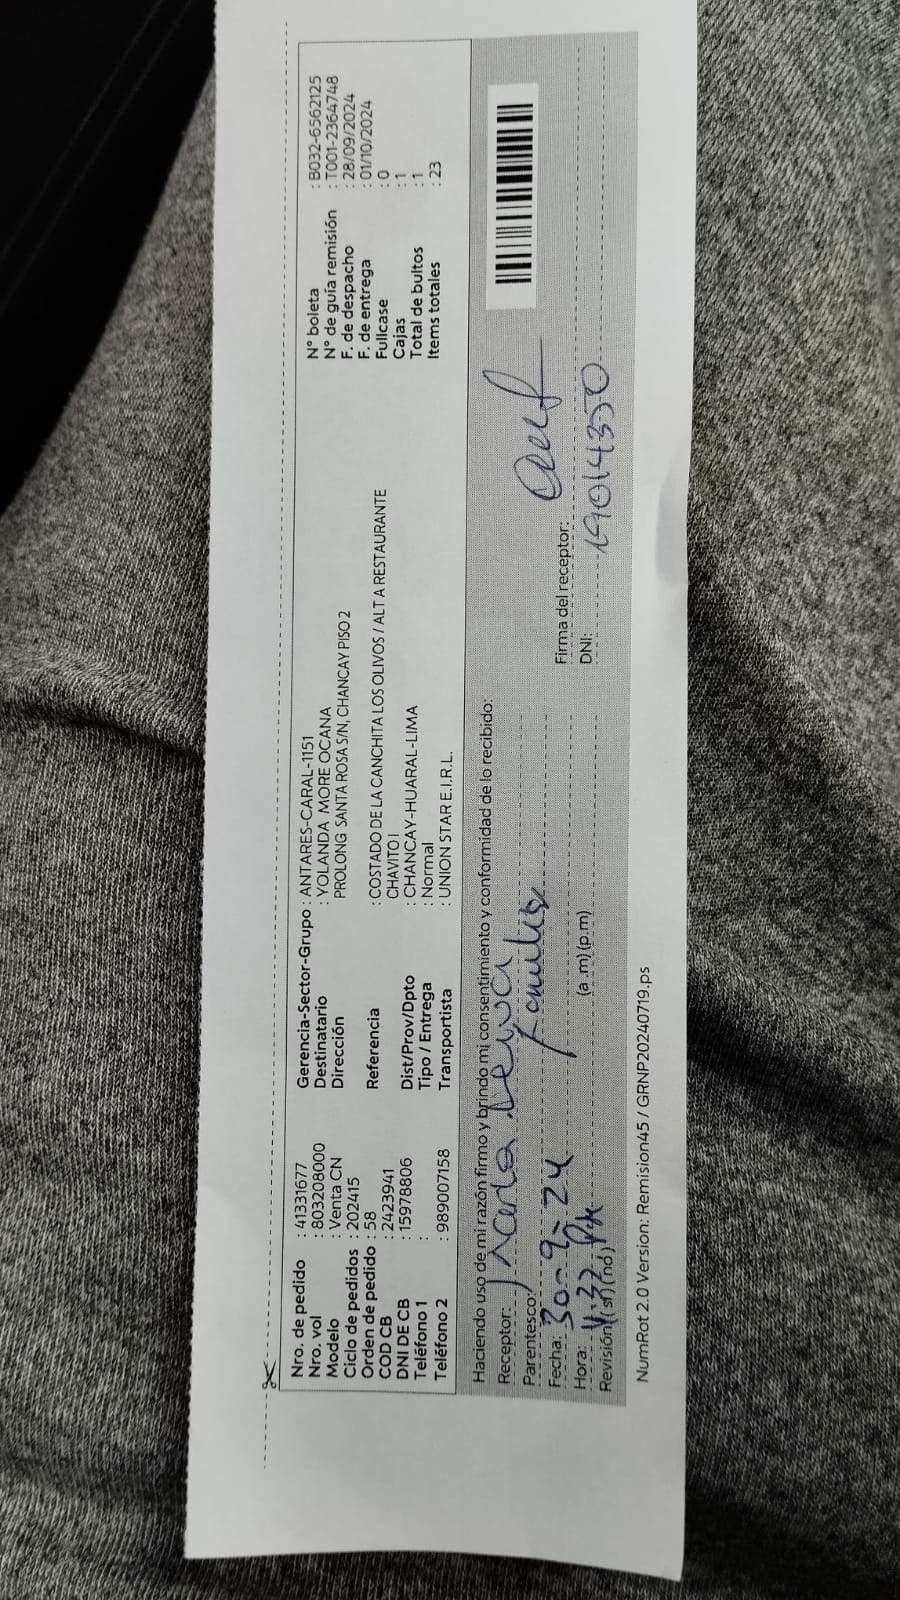 Nro. de pedido : 41331677
Nro. vol : 803208000
Modelo : Venta CN
Ciclo de pedidos : 202415
Orden de pedido : 58
COD CB : 2423941
DNI DE CB : 15978806
Teléfono 1 :
Teléfono 2 : 989007158
Gerencia-Sector-Grupo : ANTARES-CARAL-1151
Destinatario : YOLANDA MORE OCANA
Dirección PROLONG SANTA ROSA S/N, CHANCAY PISO 2
Referencia : COSTADO DE LA CANCHITA LOS OLIVOS / ALT A RESTAURANTE
CHAVITO I
Dist/Prov/Dpto : CHANCAY-HUARAL-LIMA
Tipo / Entrega : Normal
Transportista : UNION STAR E.I.R.L.
N° boleta : B032-6562125
N° de guía remisión : T001-2364748
F. de despacho : 28/09/2024
F. de entrega : 01/10/2024
Fullcase : 0
Cajas : 1
Total de bultos : 1
Items totales : 23
Haciendo uso de mi razón firmo y brindo mi consentimiento y conformidad de lo recibido:
Receptor:
Parentesco:
Fecha: 30-9-24
Hora: 4:32 (a.m)(p.m)
Revisión (sí) (no)
Firma del receptor:
DNI:
NumRot 2.0 Version: Remision45 / GRNP20240719.ps